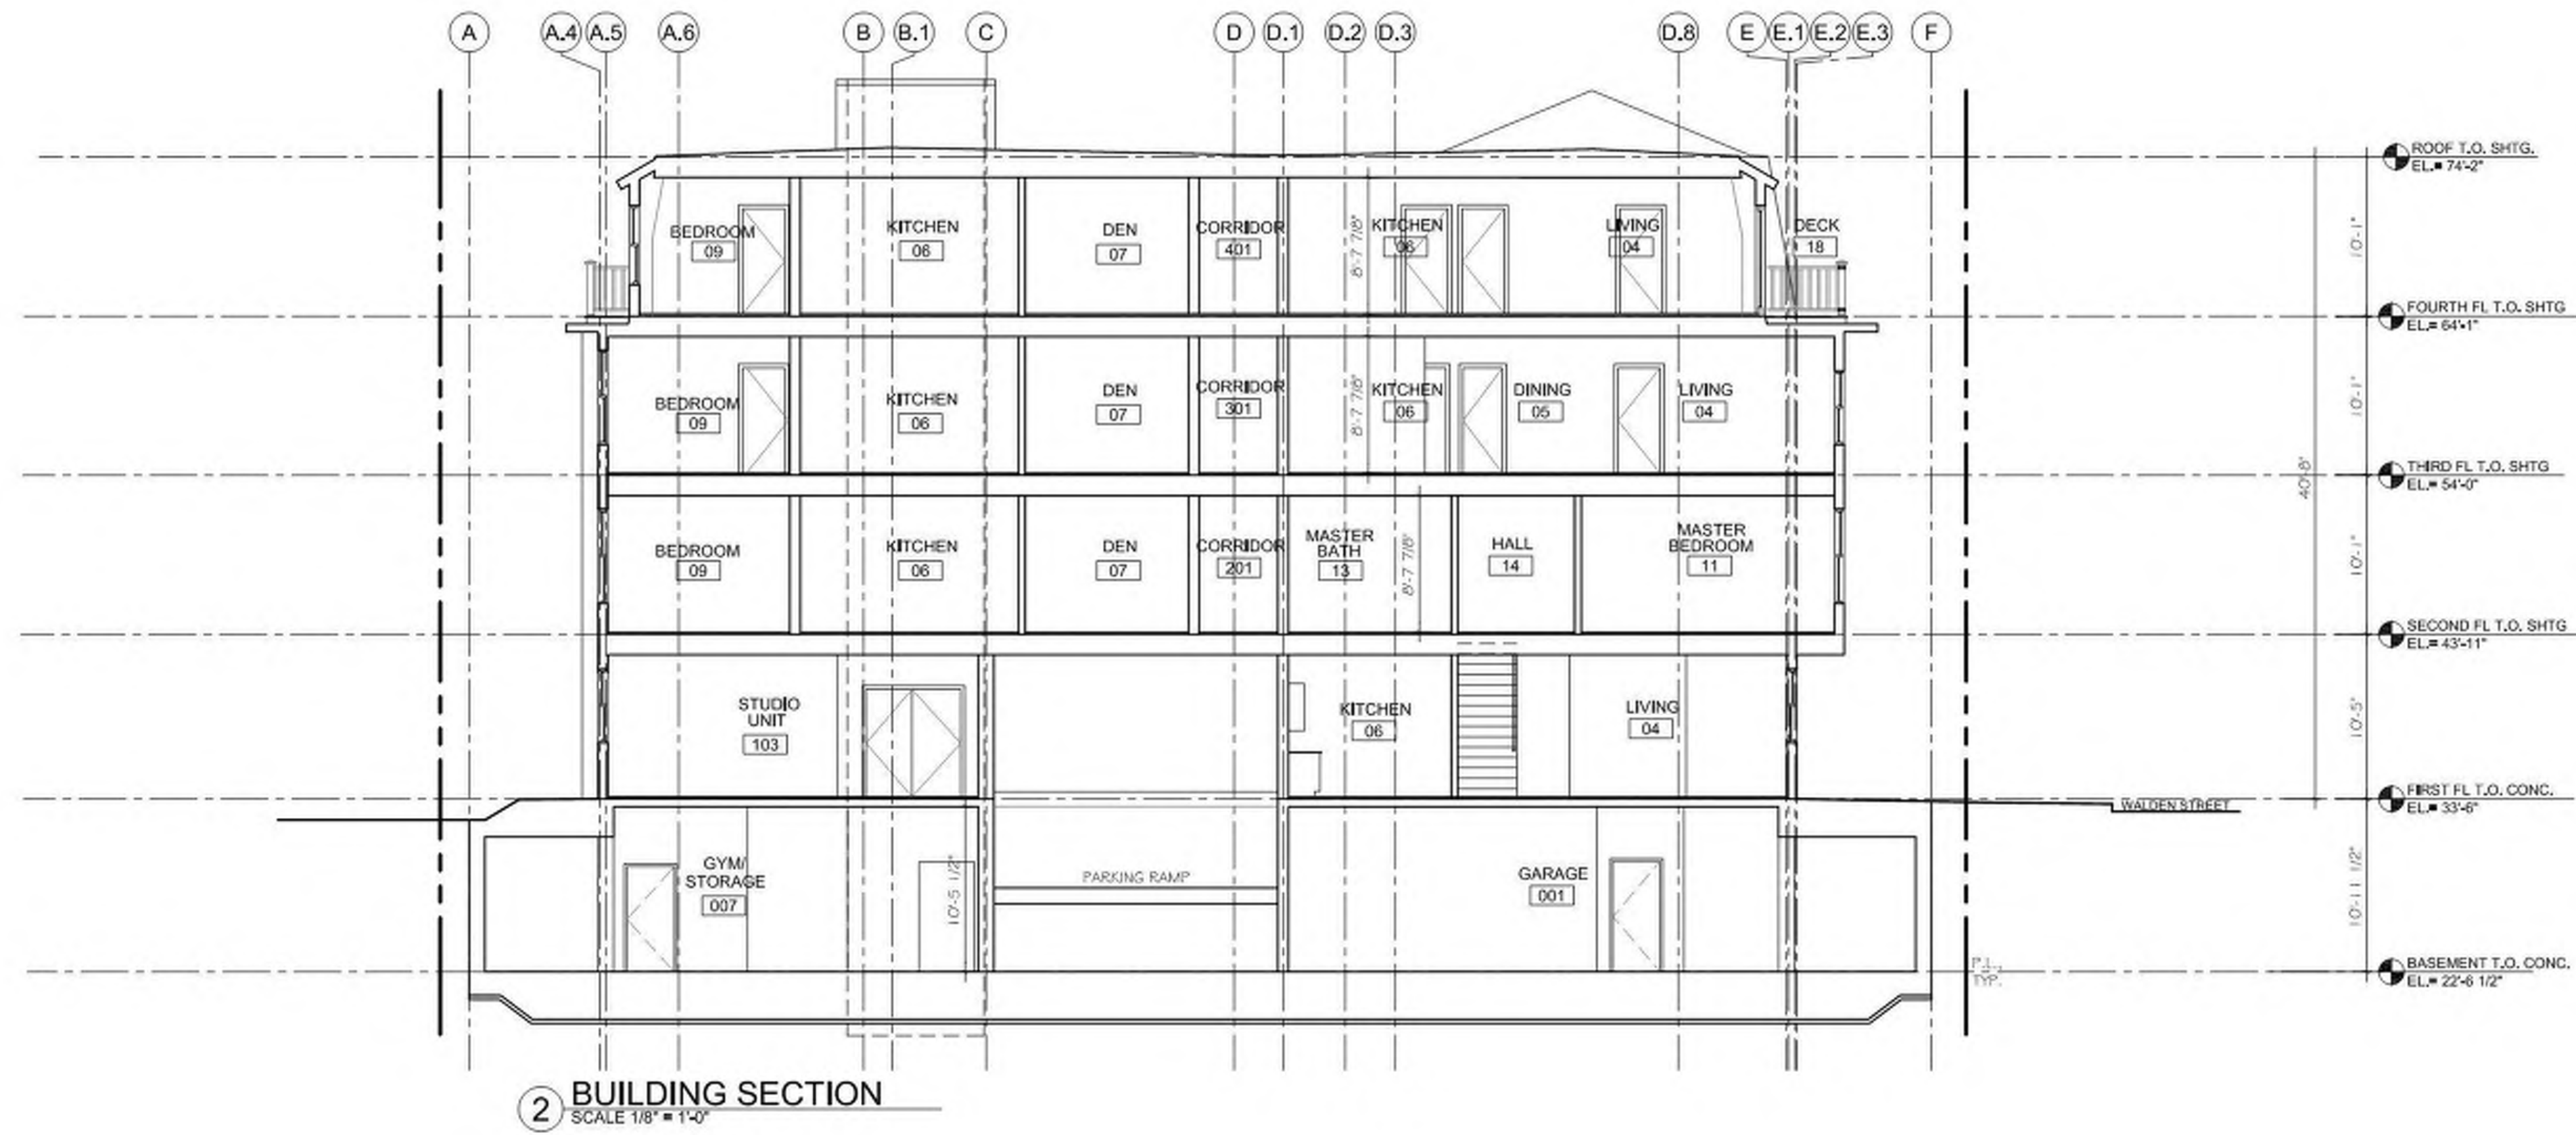 A A.4 A.5 A.6 B B.1 C D D.1 D.2 D.3 D.8 E E.1 E.2 E.3 F
ROOF T.O. SHTG.
EL.= 74'-2"
BEDROOM
09
KITCHEN
06
DEN
07
CORRIDOR
401
8'-7 7/8"
KITCHEN
06
LIVING
04
DECK
18
10'-1"
FOURTH FL T.O. SHTG
EL.= 64'-1"
BEDROOM
09
KITCHEN
06
DEN
07
CORRIDOR
301
8'-7 7/8"
KITCHEN
06
DINING
05
LIVING
04
10'-1"
40'-8"
THIRD FL T.O. SHTG
EL.= 54'-0"
BEDROOM
09
KITCHEN
06
DEN
07
CORRIDOR
201
MASTER
BATH
13
8'-7 7/8"
HALL
14
MASTER
BEDROOM
11
10'-1"
SECOND FL T.O. SHTG
EL.= 43'-11"
STUDIO
UNIT
103
KITCHEN
06
LIVING
04
10'-5"
FIRST FL T.O. CONC.
EL.= 33'-6"
WALDEN STREET
GYM/
STORAGE
007
10'-5 1/2"
PARKING RAMP
GARAGE
001
10'-11 1/2"
P.L.
TYP.
BASEMENT T.O. CONC.
EL.= 22'-6 1/2"
2 BUILDING SECTION
SCALE 1/8" = 1'-0"